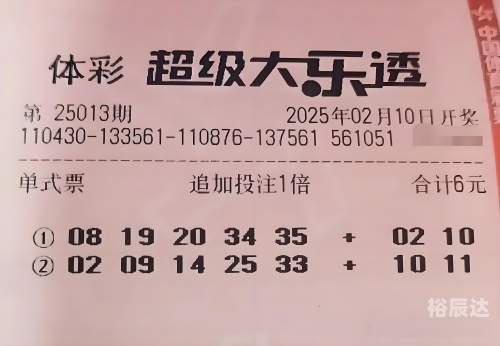 体彩 超级大乐透
第 25013期 2025年02月10日开奖
110430-133561-110876-137561 561051
单式票 追加投注1倍 合计6元
① 08 19 20 34 35 + 02 10
② 02 09 14 25 33 + 10 11
裕辰达